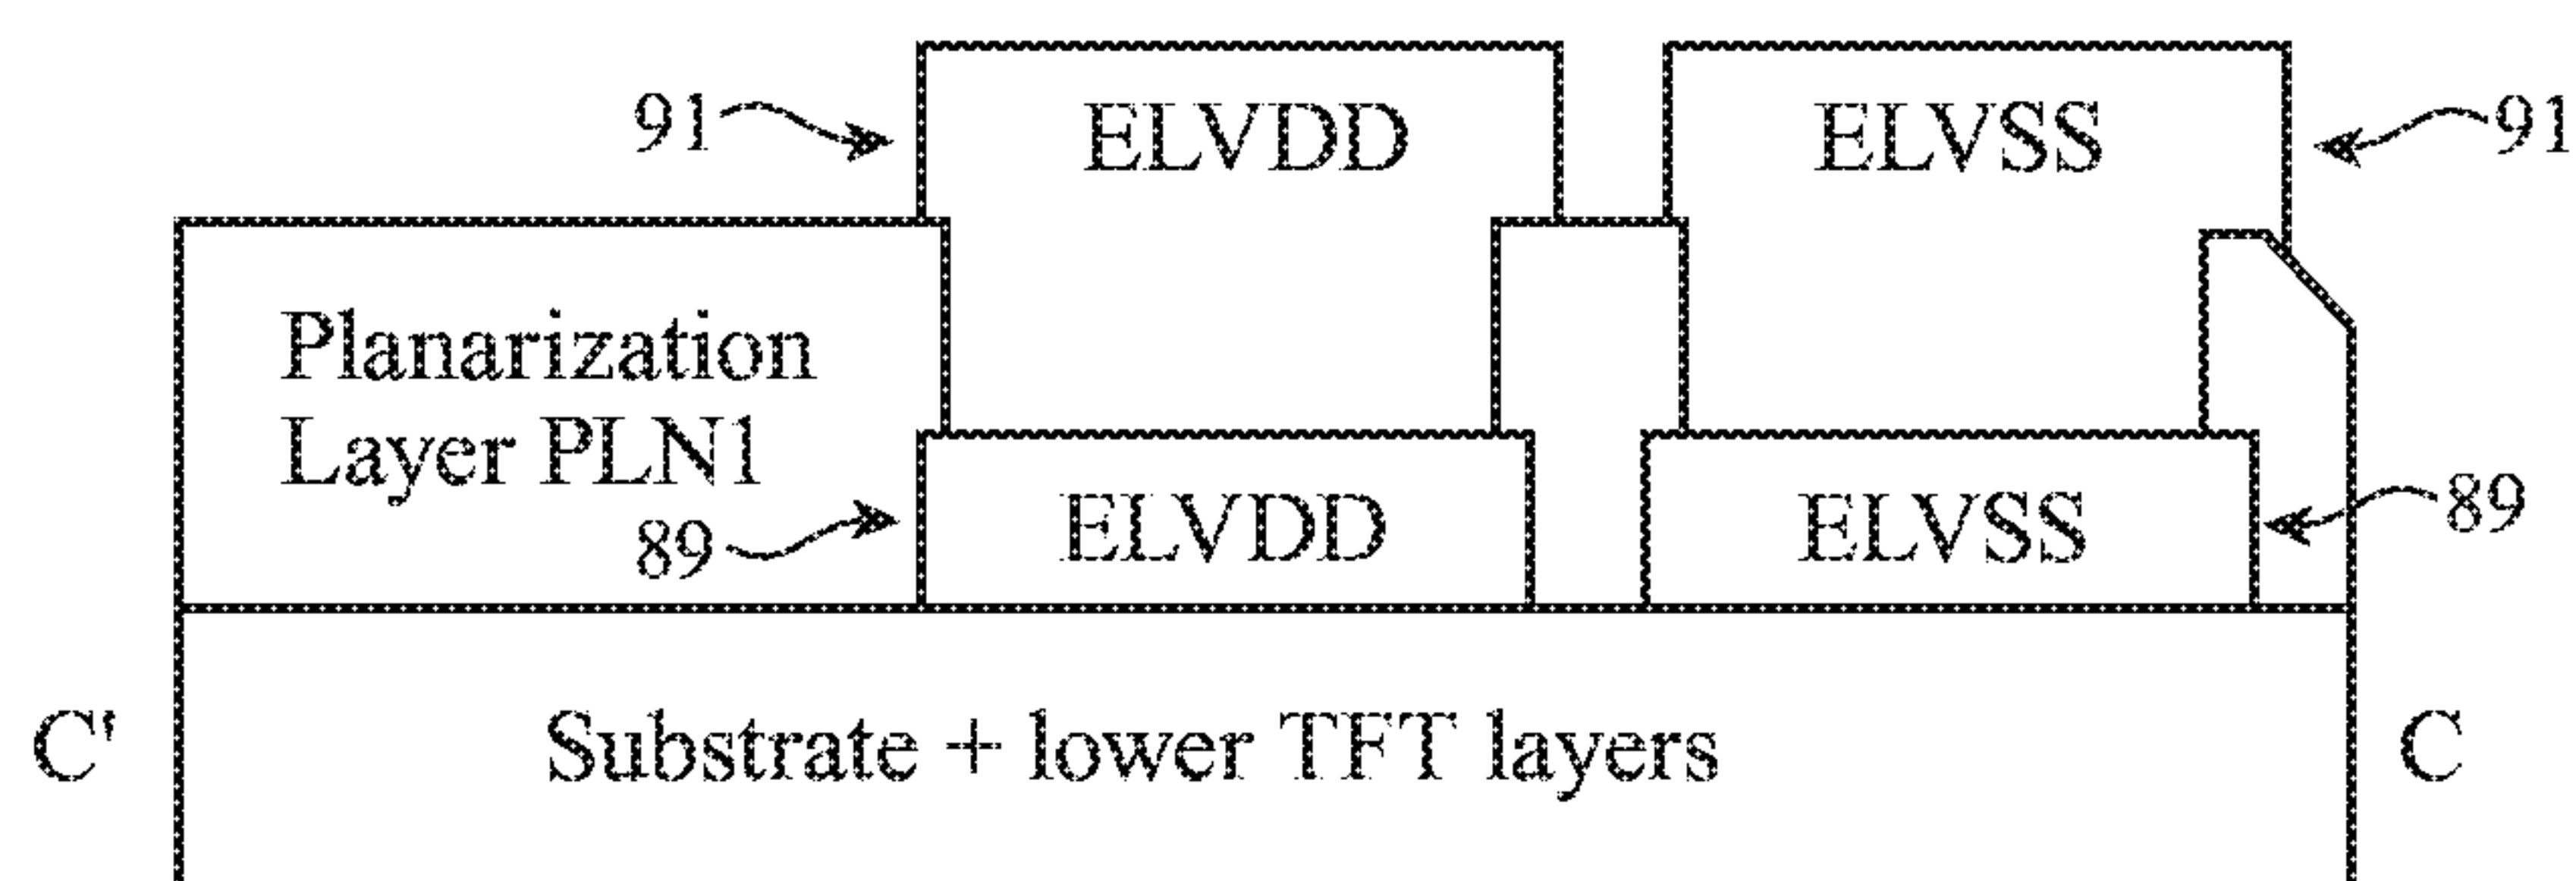 91
ELVDD
ELVSS
91
Planarization
Layer PLN1
89
ELVDD
ELVSS
89
C'
Substrate + lower TFT layers
C